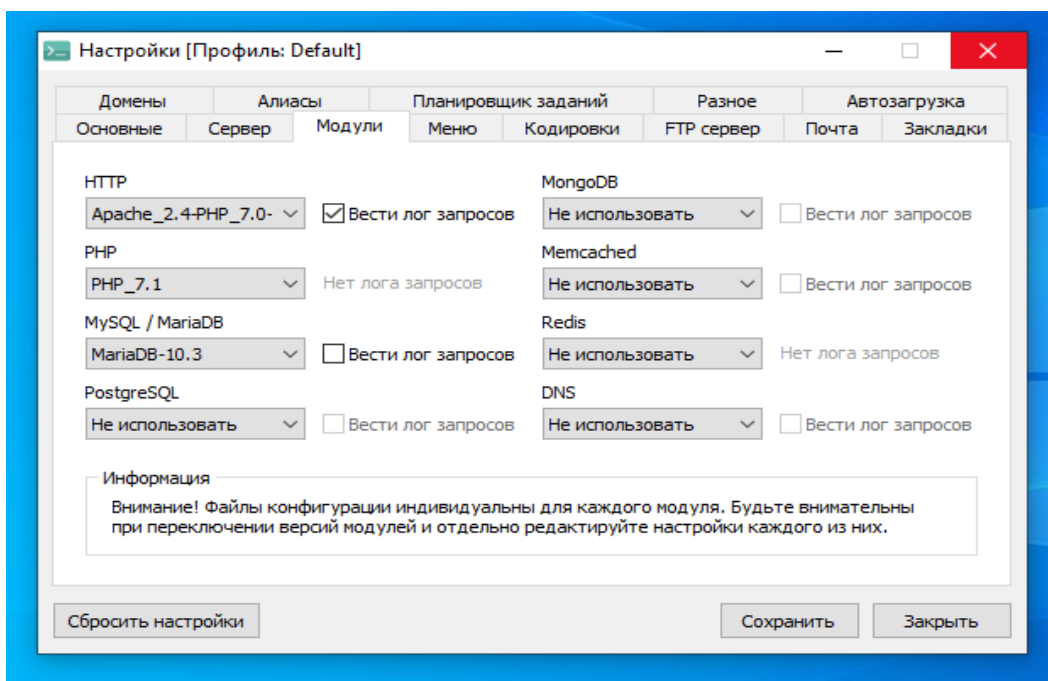 Настройки [Профиль: Default]
Домены Алиасы Планировщик заданий Разное Автозагрузка
Основные Сервер Модули Меню Кодировки FTP сервер Почта Закладки
HTTP
Apache_2.4-PHP_7.0- Вести лог запросов
PHP
PHP_7.1 Нет лога запросов
MySQL / MariaDB
MariaDB-10.3 Вести лог запросов
PostgreSQL
Не использовать Вести лог запросов
MongoDB
Не использовать Вести лог запросов
Memcached
Не использовать Вести лог запросов
Redis
Не использовать Нет лога запросов
DNS
Не использовать Вести лог запросов
Информация
Внимание! Файлы конфигурации индивидуальны для каждого модуля. Будьте внимательны
при переключении версий модулей и отдельно редактируйте настройки каждого из них.
Сбросить настройки Сохранить Закрыть